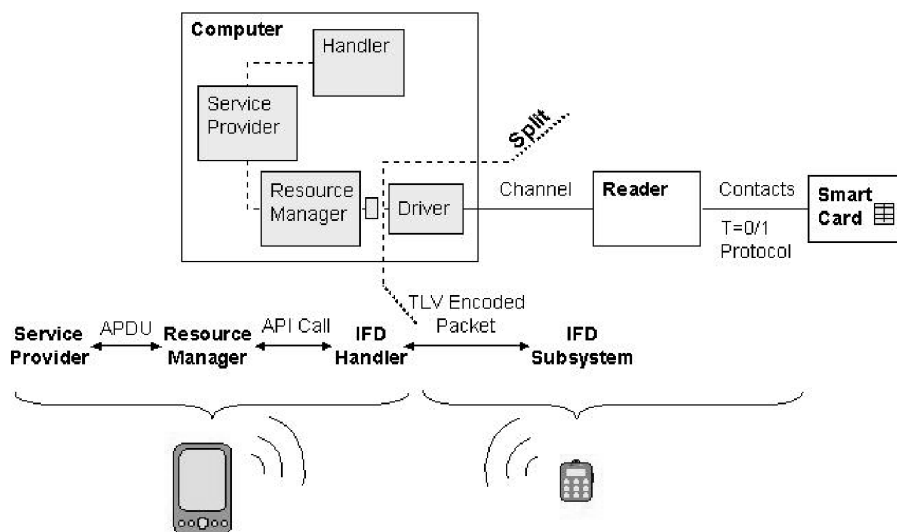 Computer
Handler
Service
Provider
Split
Resource
Manager
Driver
Channel
Reader
Contacts
T=0/1
Protocol
Smart
Card
TLV Encoded
Packet
Service
Provider
APDU
Resource
Manager
API Call
IFD
Handler
IFD
Subsystem